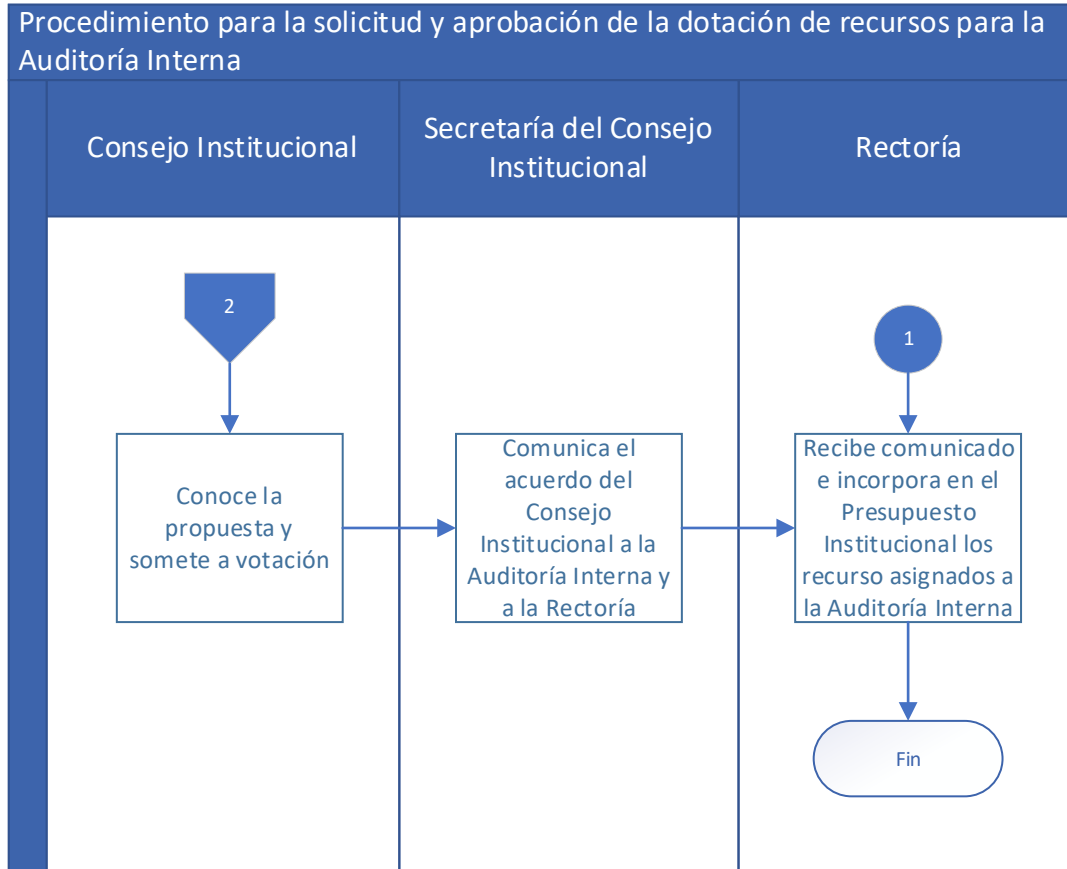 Procedimiento para la solicitud y aprobación de la dotación de recursos para la
Auditoría Interna
Consejo Institucional
Secretaría del Consejo
Institucional
Rectoría
2
1
Conoce la
propuesta y
somete a votación
Comunica el
acuerdo del
Consejo
Institucional a la
Auditoría Interna y
a la Rectoría
Recibe comunicado
e incorpora en el
Presupuesto
Institucional los
recurso asignados a
la Auditoría Interna
Fin